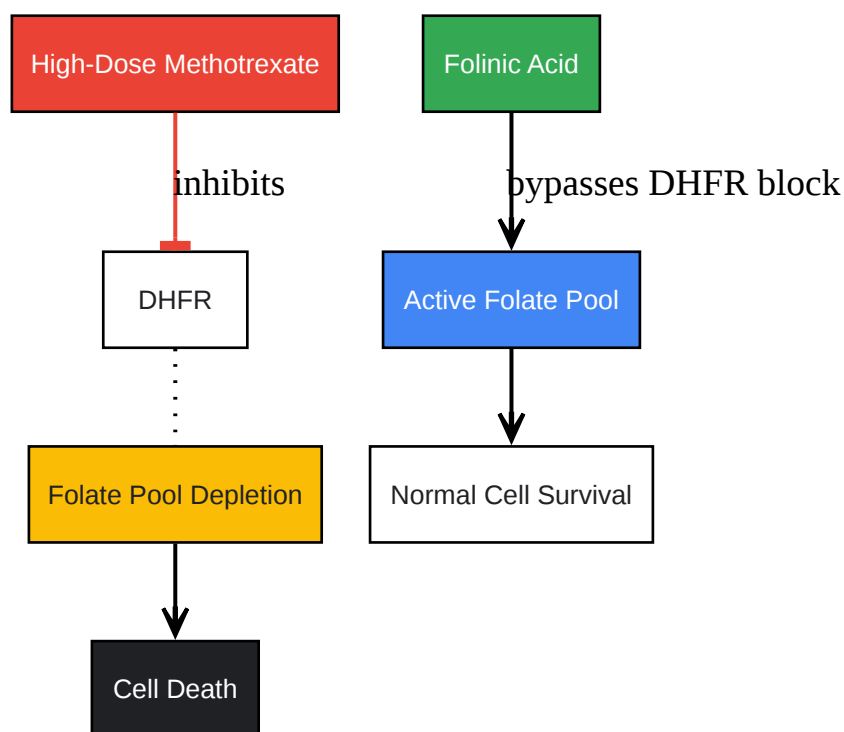 High-Dose Methotrexate
Folinic Acid
inhibits
bypasses DHFR block
DHFR
Active Folate Pool
Folate Pool Depletion
Normal Cell Survival
Cell Death